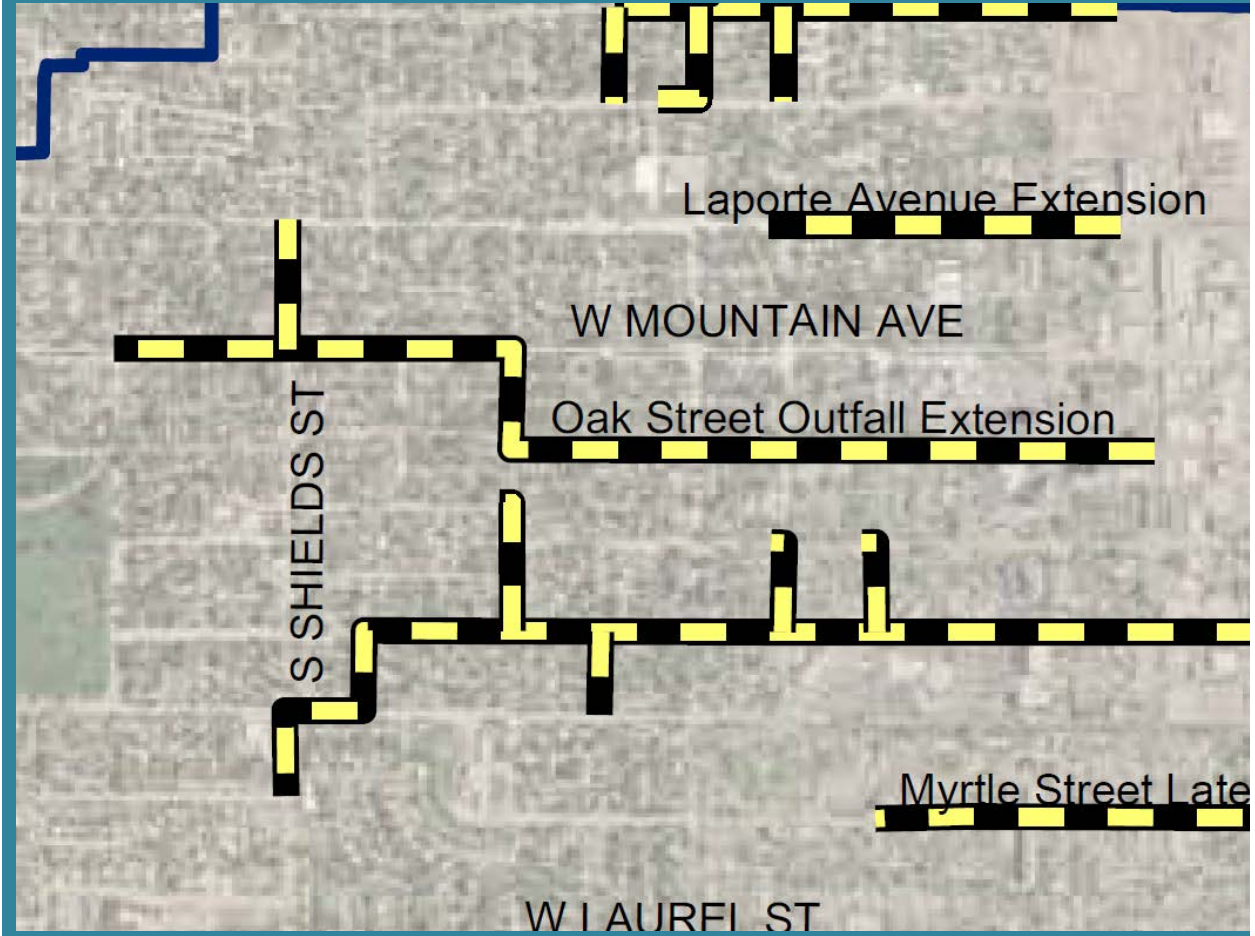 Laporte Avenue Extension
W MOUNTAIN AVE
Oak Street Outfall Extension
S SHIELDS ST
Myrtle Street Late
W LAUREL ST